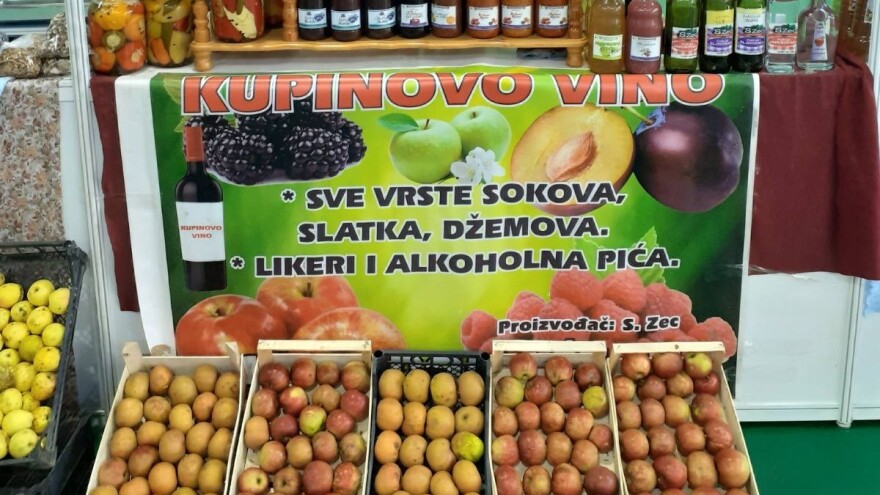 KUPINOVO VINO
* SVE VRSTE SOKOVA,
SLATKA, DŽEMOVA.
* LIKERI I ALKOHOLNA PIĆA.
KUPINOVO
VINO
Proizvođač: S. Zec